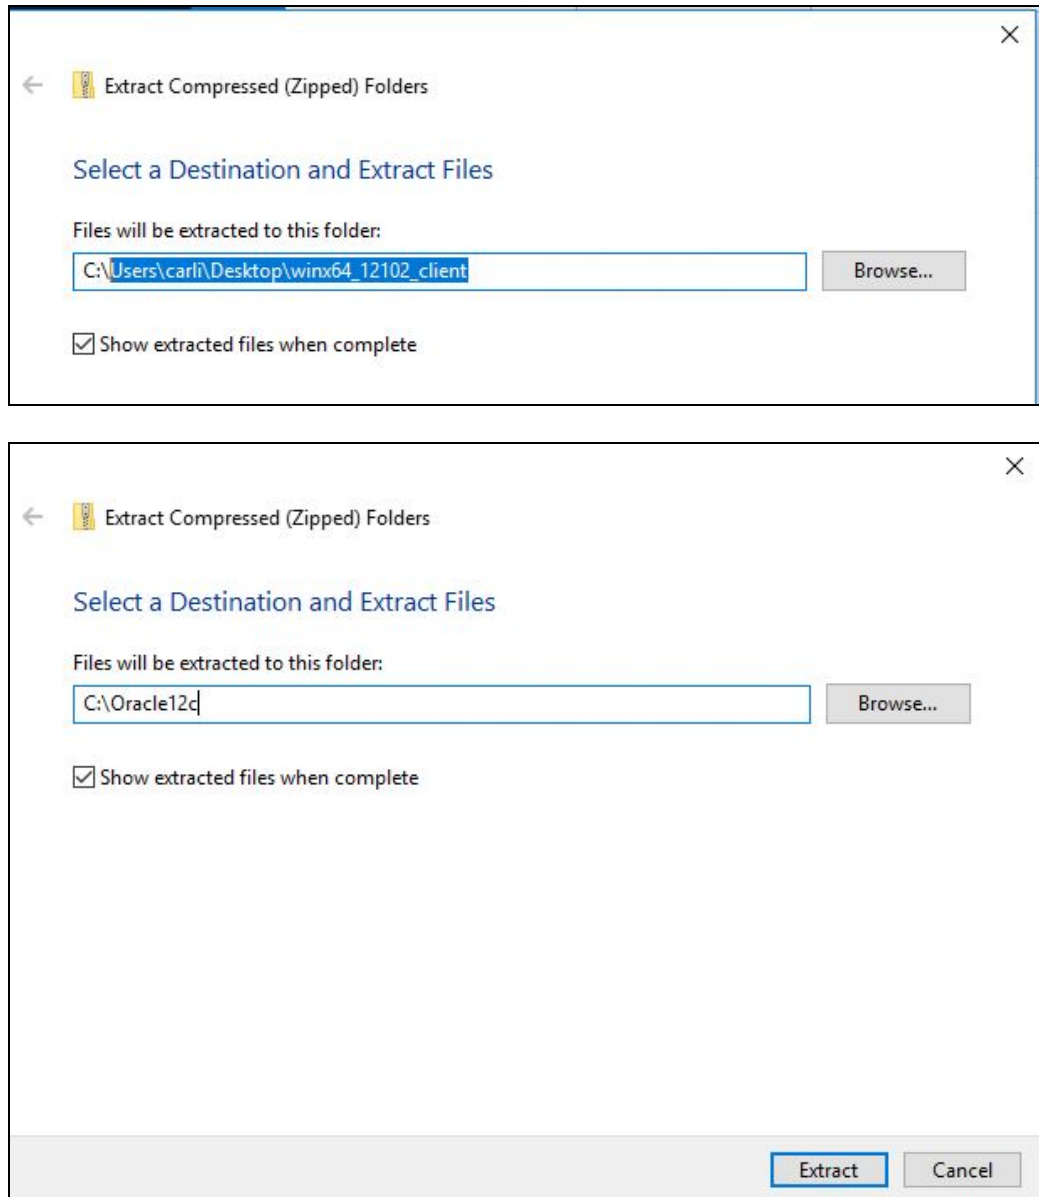 Extract Compressed (Zipped) Folders
Select a Destination and Extract Files
Files will be extracted to this folder:
C:\Users\carli\Desktop\winx64_12102_client
Browse...
Show extracted files when complete
Extract Compressed (Zipped) Folders
Select a Destination and Extract Files
Files will be extracted to this folder:
C:\Oracle12c
Browse...
Show extracted files when complete
Extract Cancel